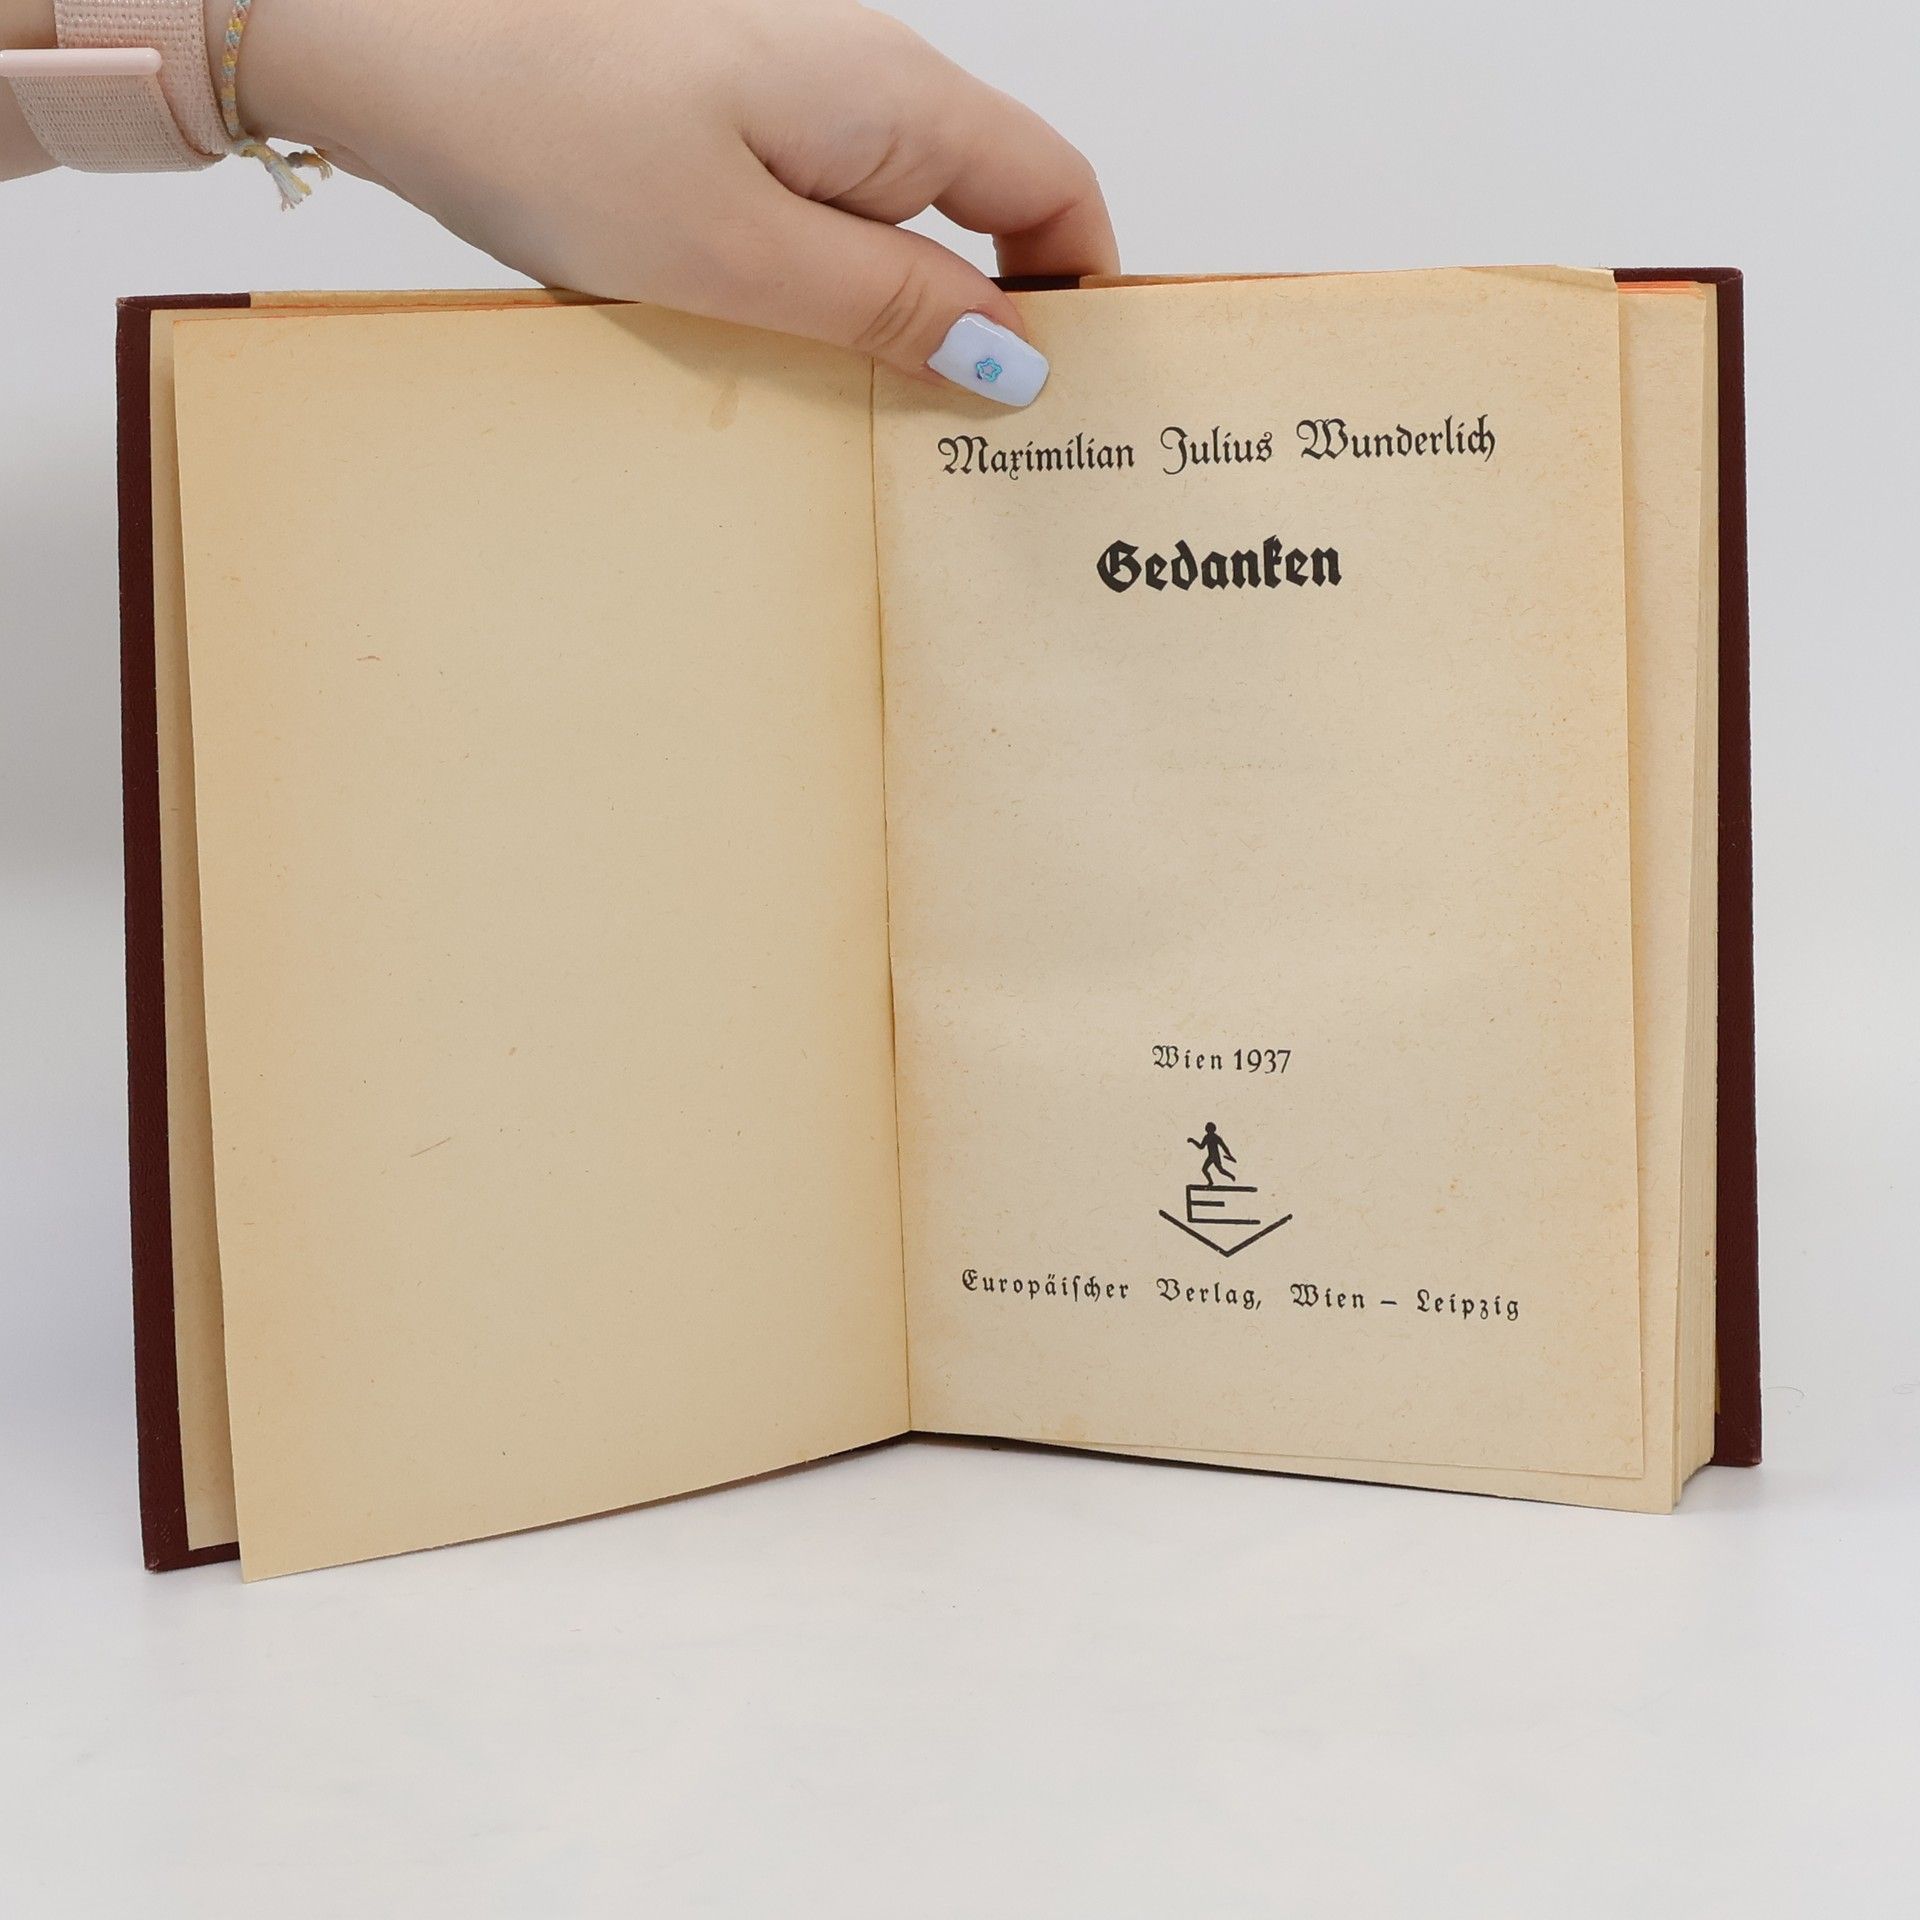 Maximilian Julius Wunderlich
Gedanken
Wien 1937
E
Europäiſcher Verlag, Wien – Leipzig